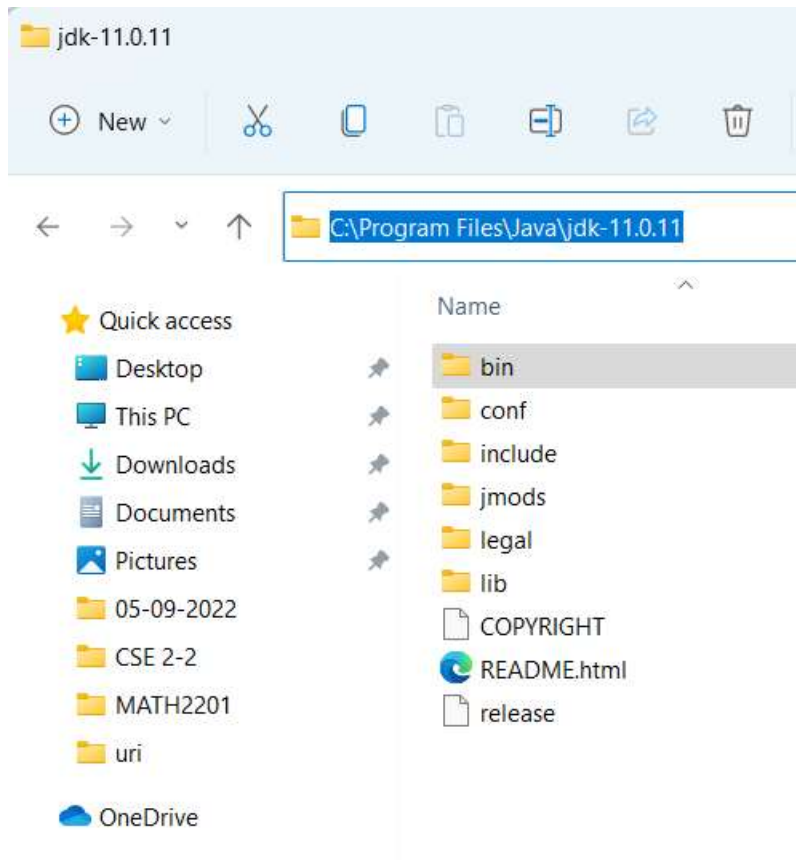 jdk-11.0.11
New
C:\Program Files\Java\jdk-11.0.11
Quick access
Desktop
This PC
Downloads
Documents
Pictures
05-09-2022
CSE 2-2
MATH2201
uri
OneDrive
Name
bin
conf
include
jmods
legal
lib
COPYRIGHT
README.html
release